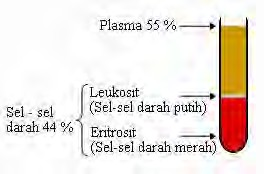 Plasma 55 %
Leukosit
(Sel-sel darah putih)
Sel - sel
darah 44 %
Eritrosit
(Sel-sel darah merah)